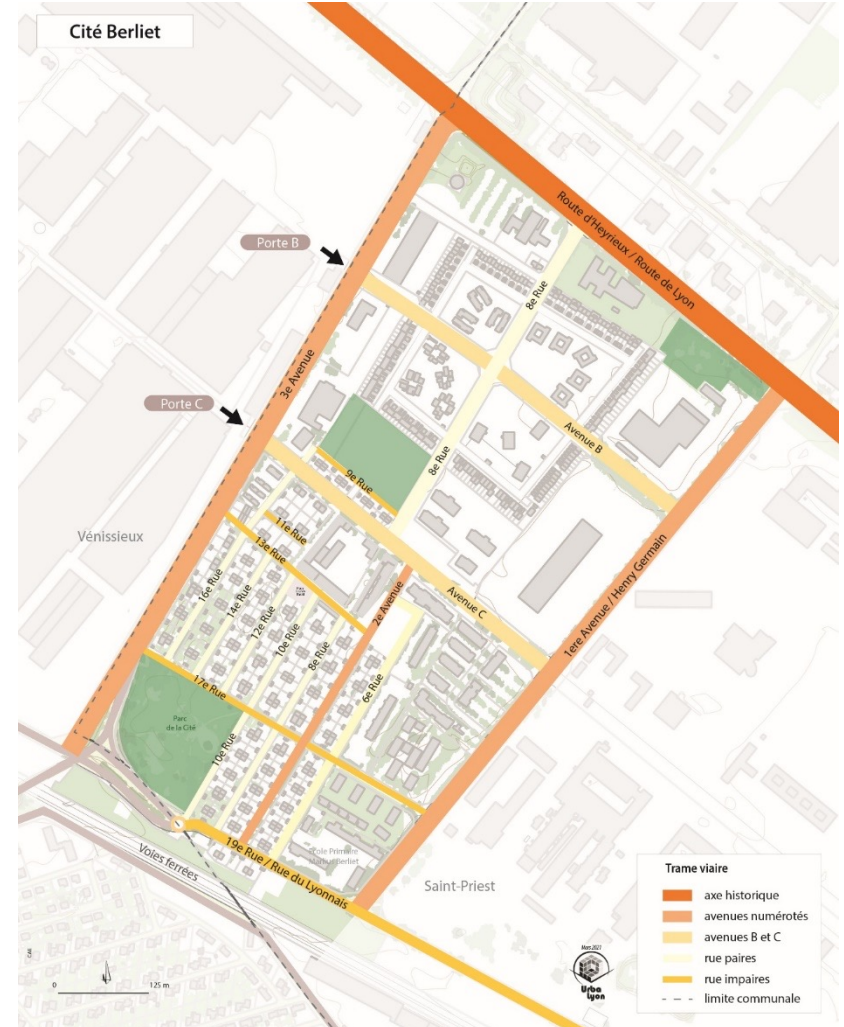 Cité Berliet
Route d'Heyrieux / Route de Lyon
Porte B
8e Rue
3e Avenue
Porte C
Avenue B
8e Rue
9e Rue
11e Rue
13e Rue
Vénissieux
1ere Avenue / Henry Germain
16e Rue
14e Rue
12e Rue
10e Rue
8e Rue
2e Avenue
Avenue C
6e Rue
17e Rue
Parc
de la Cité
10e Rue
19e Rue / Rue du Lyonnais
Voies ferrées
Saint-Priest
Trame viaire
axe historique
avenues numérotés
avenues B et C
rue paires
rue impaires
limite communale
Mars 2021
Urba
Lyon
0
125 m